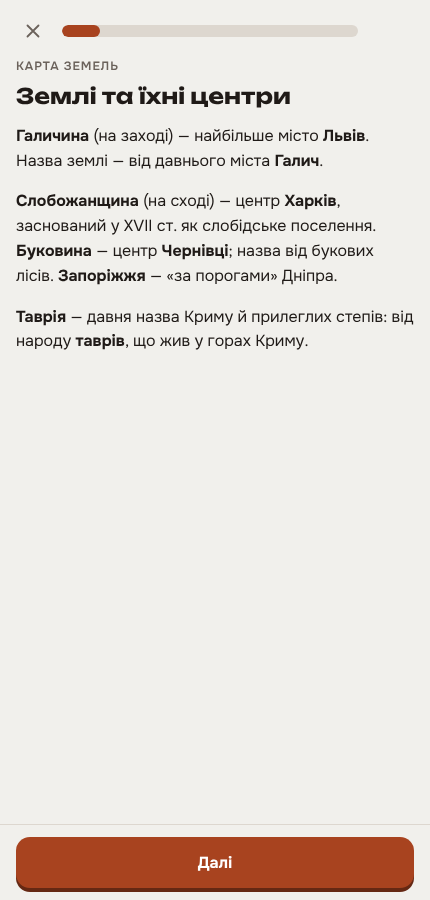 КАРТА ЗЕМЕЛЬ
Землі та їхні центри
Галичина (на заході) — найбільше місто Львів.
Назва землі — від давнього міста Галич.
Слобожанщина (на сході) — центр Харків,
заснований у XVII ст. як слобідське поселення.
Буковина — центр Чернівці; назва від букових
лісів. Запоріжжя — «за порогами» Дніпра.
Таврія — давня назва Криму й прилеглих степів: від
народу таврів, що жив у горах Криму.
Далі